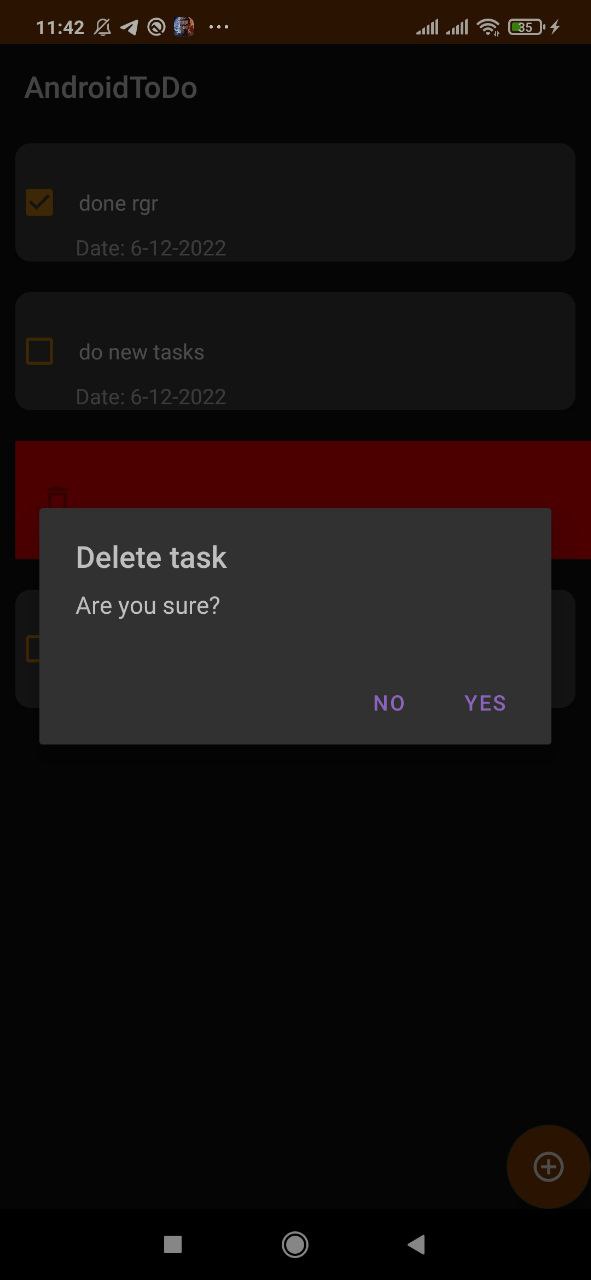 11:42
35
AndroidToDo
done rgr
Date: 6-12-2022
do new tasks
Date: 6-12-2022
Delete task
Are you sure?
NO YES